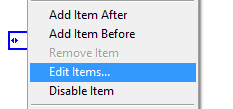 Add Item After
Add Item Before
Remove Item
Edit Items...
Disable Item